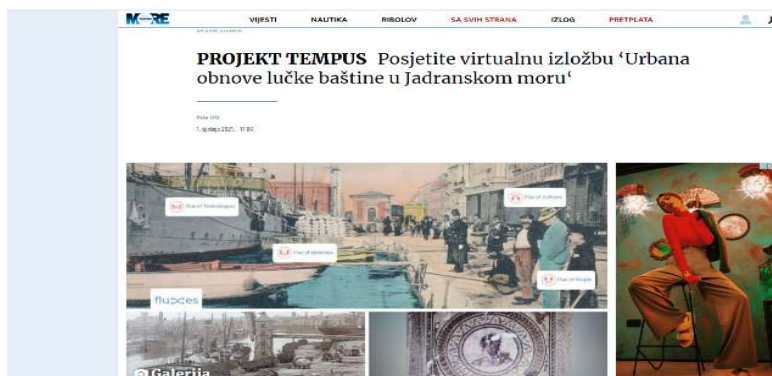 MORE
VIJESTI NAUTIKA RIBOLOV SA SVIH STRANA IZLOG PRETPLATA
PROJEKT TEMPUS Posjetite virtualnu izložbu ‘Urbana
obnove lučke baštine u Jadranskom moru‘
Flux of Technologies
Flux of Cultures
Flux of Materials
Flux of People
Galerija